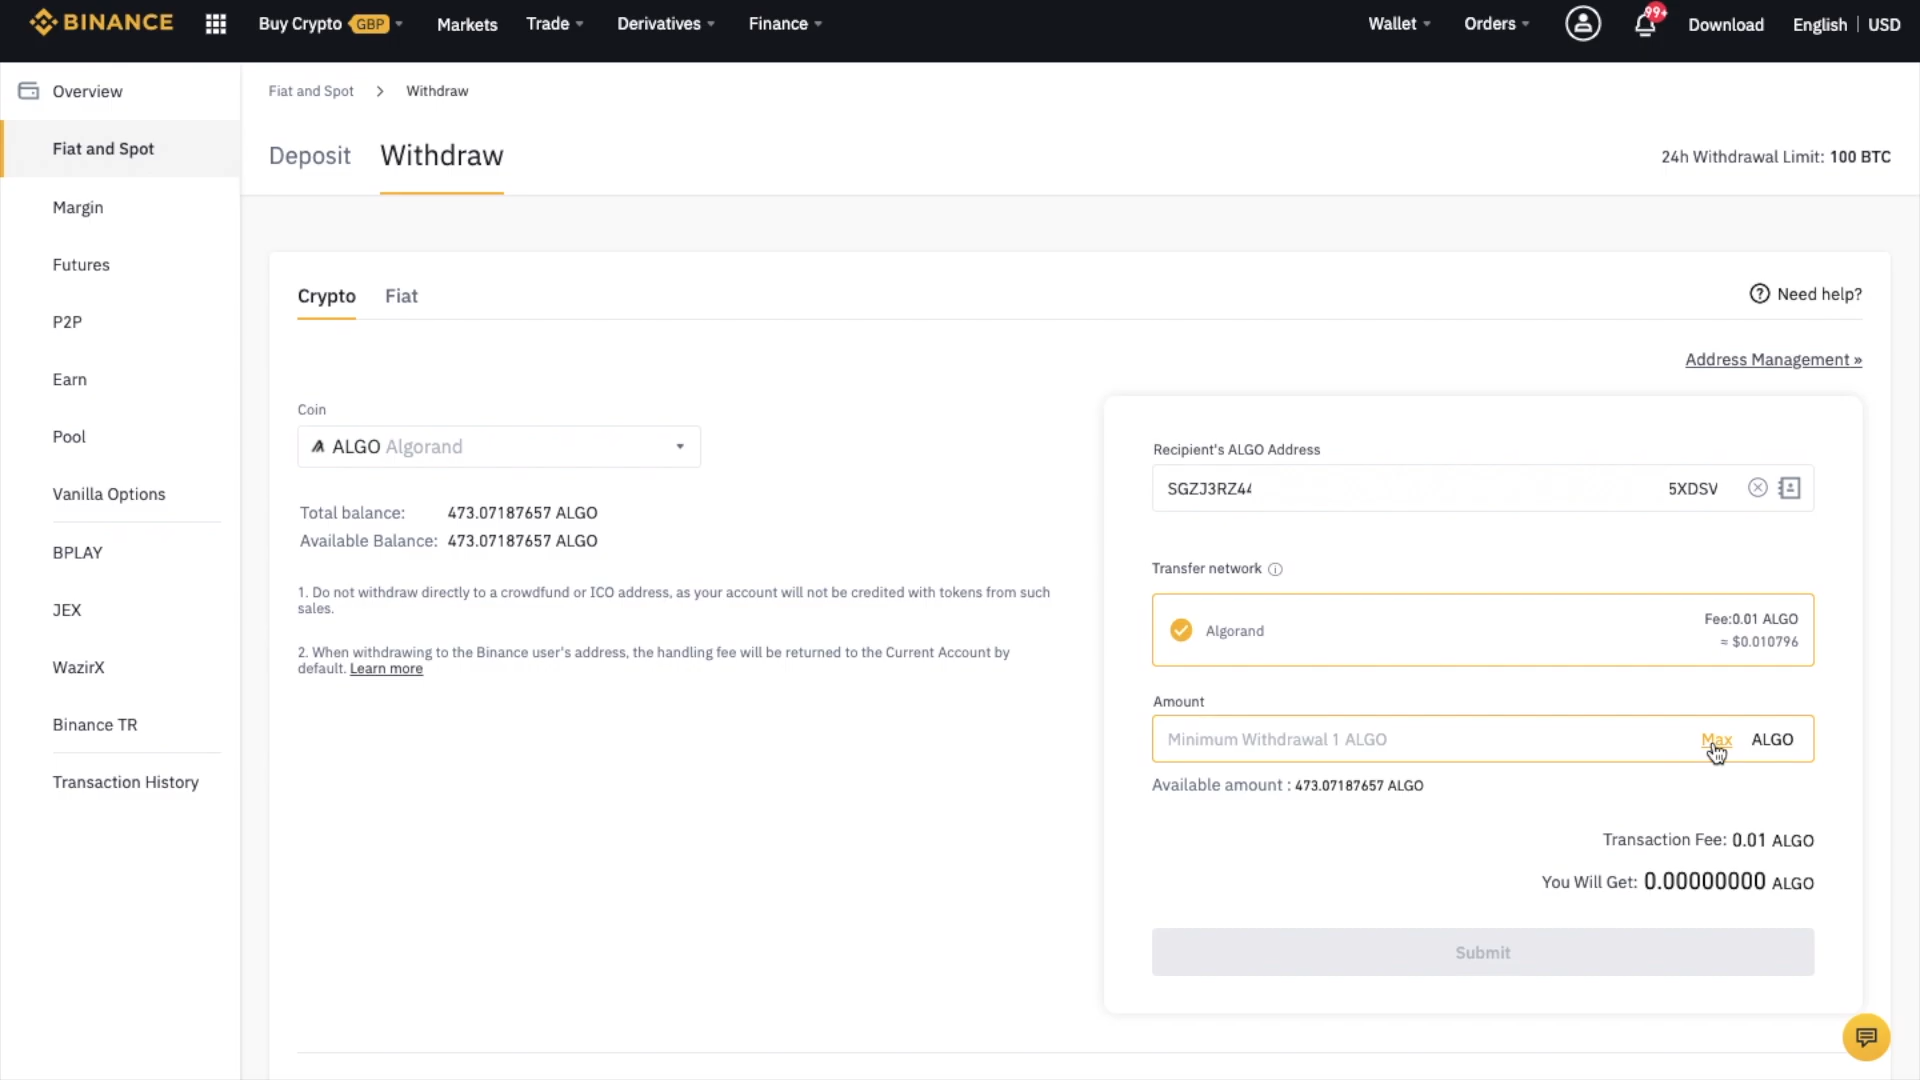 BINANCE
Buy Crypto GBP
Markets
Trade
Derivatives
Finance
Wallet
Orders
99+
Download
English
USD
Overview
Fiat and Spot
Margin
Futures
P2P
Earn
Pool
Vanilla Options
BPLAY
JEX
WazirX
Binance TR
Transaction History
Fiat and Spot > Withdraw
Deposit
Withdraw
24h Withdrawal Limit: 100 BTC
Crypto
Fiat
Need help?
Address Management »
Coin
ALGO Algorand
Total balance: 473.07187657 ALGO
Available Balance: 473.07187657 ALGO
1. Do not withdraw directly to a crowdfund or ICO address, as your account will not be credited with tokens from such
sales.
2. When withdrawing to the Binance user's address, the handling fee will be returned to the Current Account by
default. Learn more
Recipient's ALGO Address
SGZJ3RZ44 5XDSV
Transfer network
Algorand
Fee:0.01 ALGO
≈ $0.010796
Amount
Minimum Withdrawal 1 ALGO
Max
ALGO
Available amount : 473.07187657 ALGO
Transaction Fee: 0.01 ALGO
You Will Get: 0.00000000 ALGO
Submit